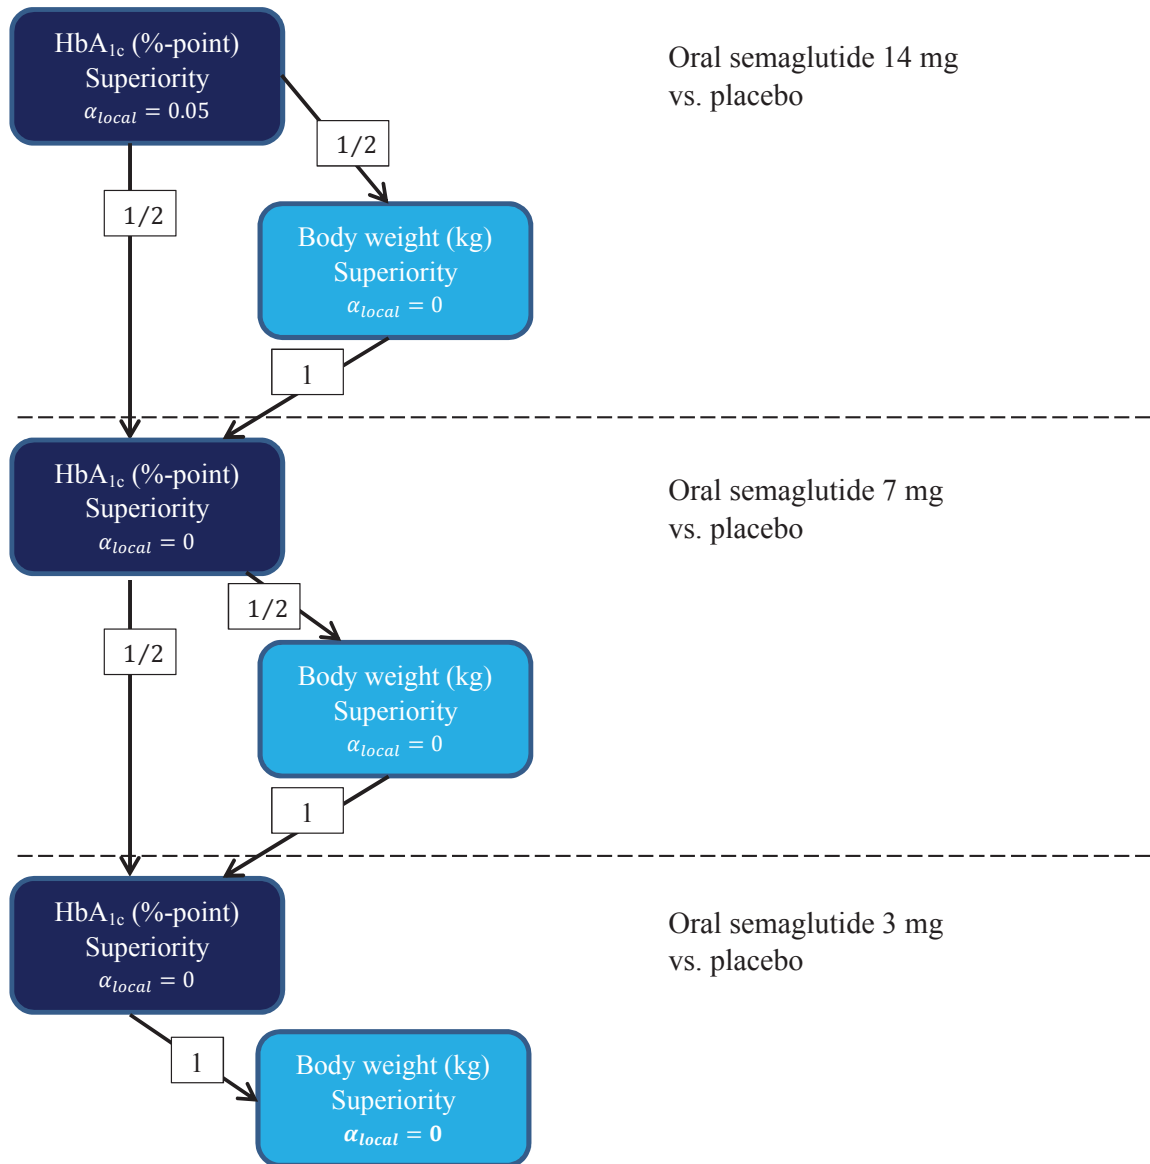 HbA1c (%-point)
Superiority
αlocal = 0.05
Oral semaglutide 14 mg
vs. placebo
1/2
1/2
Body weight (kg)
Superiority
αlocal = 0
1
HbA1c (%-point)
Superiority
αlocal = 0
Oral semaglutide 7 mg
vs. placebo
1/2
1/2
Body weight (kg)
Superiority
αlocal = 0
1
HbA1c (%-point)
Superiority
αlocal = 0
Oral semaglutide 3 mg
vs. placebo
1
Body weight (kg)
Superiority
αlocal = 0